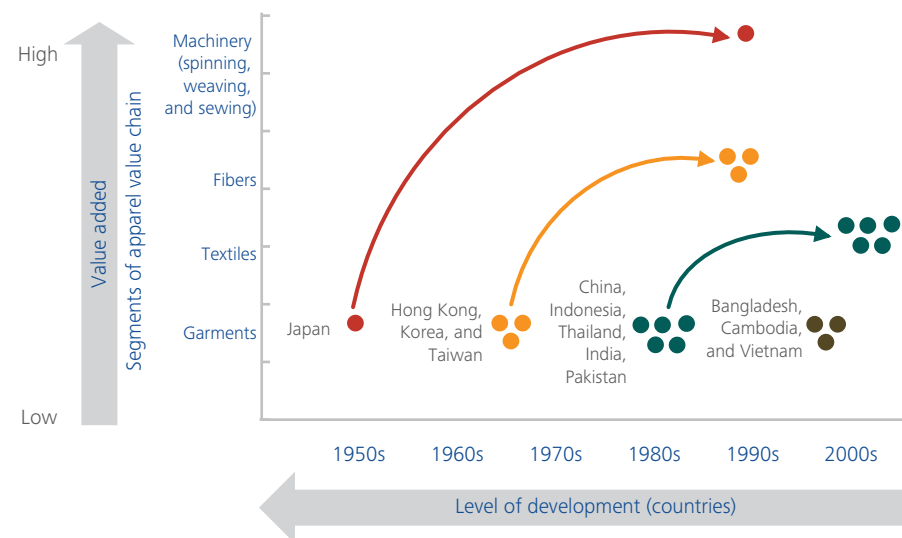 High
Value added
Low
Segments of apparel value chain
Machinery
(spinning,
weaving,
and sewing)
Fibers
Textiles
Garments
Japan
Hong Kong,
Korea, and
Taiwan
China,
Indonesia,
Thailand,
India,
Pakistan
Bangladesh,
Cambodia,
and Vietnam
1950s 1960s 1970s 1980s 1990s 2000s
Level of development (countries)